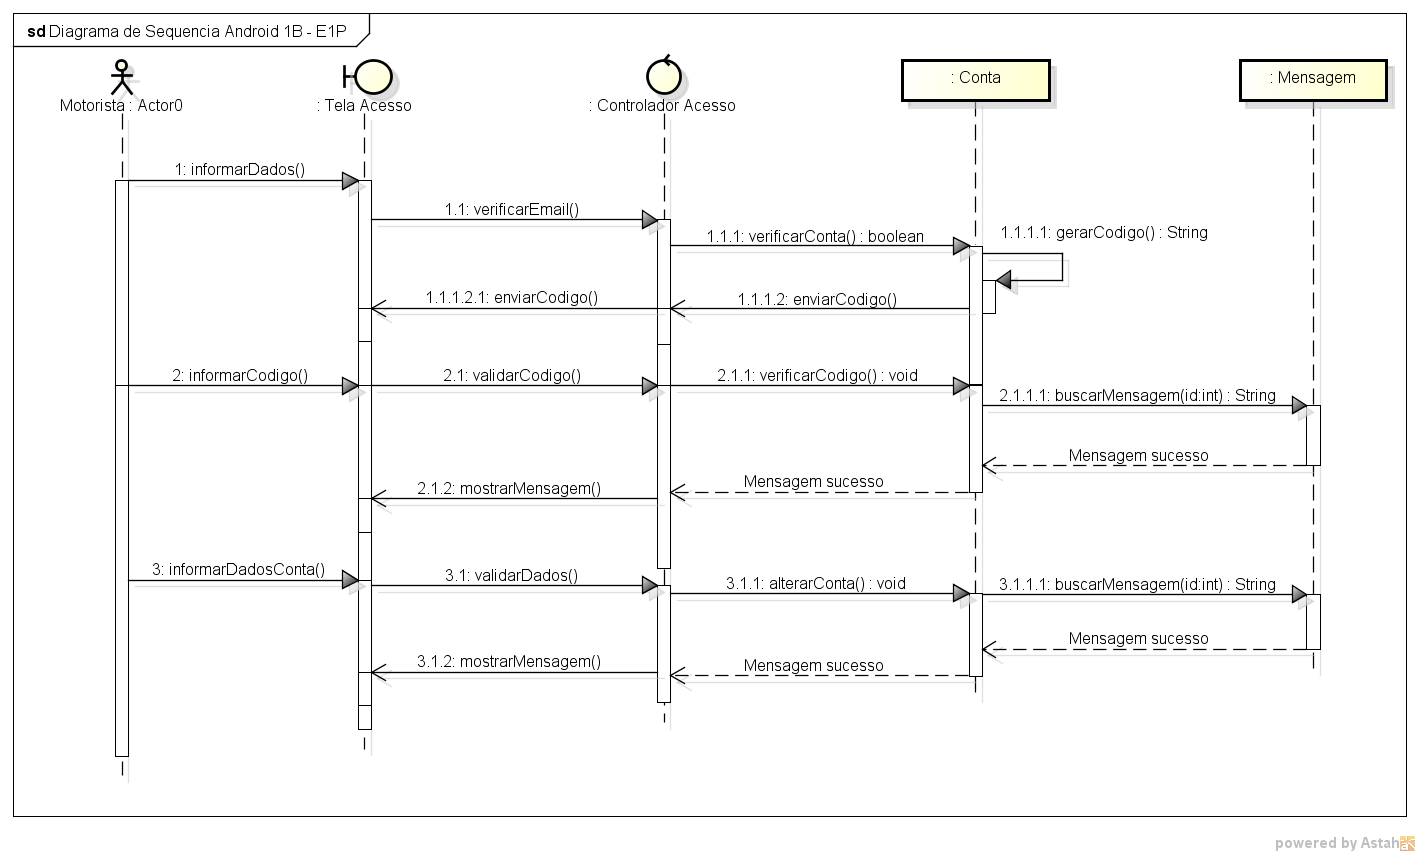 sd Diagrama de Sequencia Android 1B - E1P
Motorista : Actor0
: Tela Acesso
: Controlador Acesso
: Conta
: Mensagem
1: informarDados()
1.1: verificarEmail()
1.1.1: verificarConta() : boolean
1.1.1.1: gerarCodigo() : String
1.1.1.2.1: enviarCodigo()
1.1.1.2: enviarCodigo()
2: informarCodigo()
2.1: validarCodigo()
2.1.1: verificarCodigo() : void
2.1.1.1: buscarMensagem(id:int) : String
Mensagem sucesso
Mensagem sucesso
2.1.2: mostrarMensagem()
3: informarDadosConta()
3.1: validarDados()
3.1.1: alterarConta() : void
3.1.1.1: buscarMensagem(id:int) : String
Mensagem sucesso
3.1.2: mostrarMensagem()
Mensagem sucesso
powered by Astah